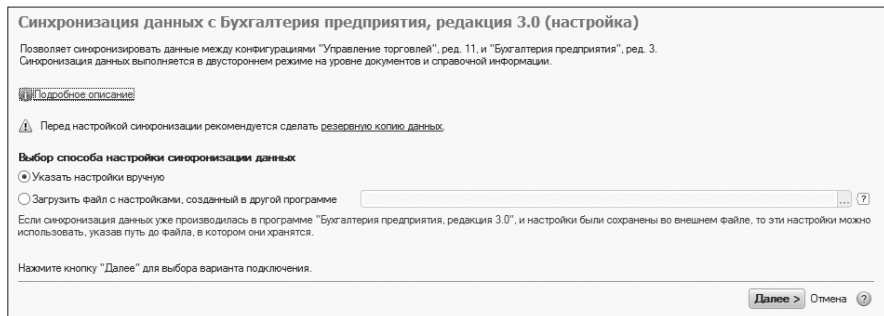 Синхронизация данных с Бухгалтерия предприятия, редакция 3.0 (настройка)
Позволяет синхронизировать данные между конфигурациями "Управление торговлей", ред. 11, и "Бухгалтерия предприятия", ред. 3.
Синхронизация данных выполняется в двустороннем режиме на уровне документов и справочной информации.
Подробное описание
Перед настройкой синхронизации рекомендуется сделать резервную копию данных.
Выбор способа настройки синхронизации данных
Указать настройки вручную
Загрузить файл с настройками, созданный в другой программе ... ?
Если синхронизация данных уже производилась в программе "Бухгалтерия предприятия, редакция 3.0", и настройки были сохранены во внешнем файле, то эти настройки можно
использовать, указав путь до файла, в котором они хранятся.
Нажмите кнопку "Далее" для выбора варианта подключения.
Далее > Отмена ?